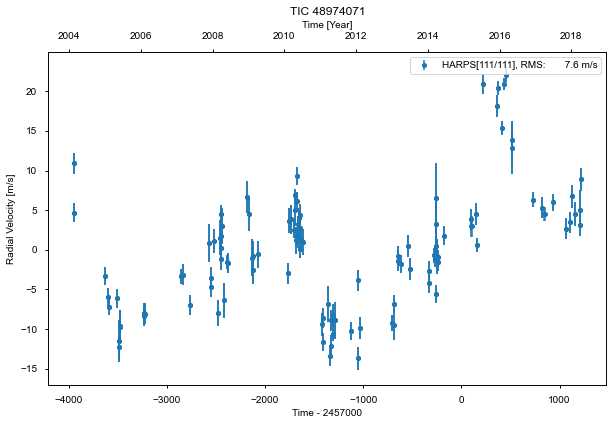 TIC 48974071
Time [Year]
2004 2006 2008 2010 2012 2014 2016 2018
HARPS[111/111], RMS: 7.6 m/s
Radial Velocity [m/s]
20
15
10
5
0
−5
−10
−15
−4000 −3000 −2000 −1000 0 1000
Time - 2457000